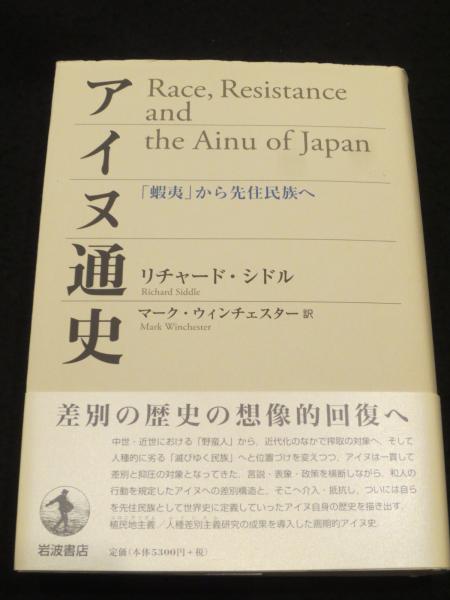 アイヌ通史
Race, Resistance
and
the Ainu of Japan
「蝦夷」から先住民族へ
リチャード・シドル
Richard Siddle
マーク・ウィンチェスター 訳
Mark Winchester
差別の歴史の想像的回復へ
中世・近世における「野蛮人」から，近代化のなかで搾取の対象へ，そして
人種的に劣る「滅びゆく民族」へと位置づけを変えつつ，アイヌは一貫して
差別と抑圧の対象となってきた．言説・表象・政策を横断しながら，和人の
行動を規定したアイヌへの差別構造と，そこへ介入・抵抗し，ついには自ら
を先住民族として世界史に定義していったアイヌ自身の歴史を描き出す．
植民地主義／人種差別主義研究の成果を導入した画期的アイヌ史．
岩波書店
定価（本体5300円＋税）